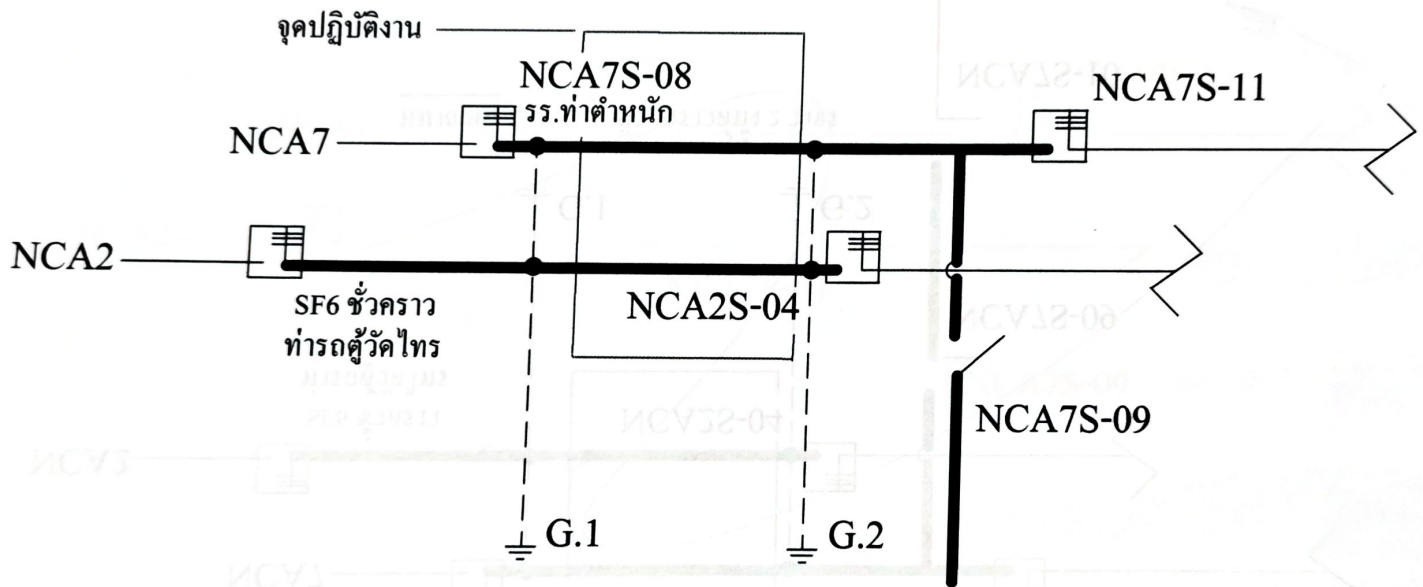 จุดปฏิบัติงาน
NCA7S-08
รร.ท่าตำหนัก
NCA7S-11
NCA7
NCA2
SF6 ชั่วคราว
ท่ารถตู้วัดไทร
NCA2S-04
NCA7S-09
G.1
G.2